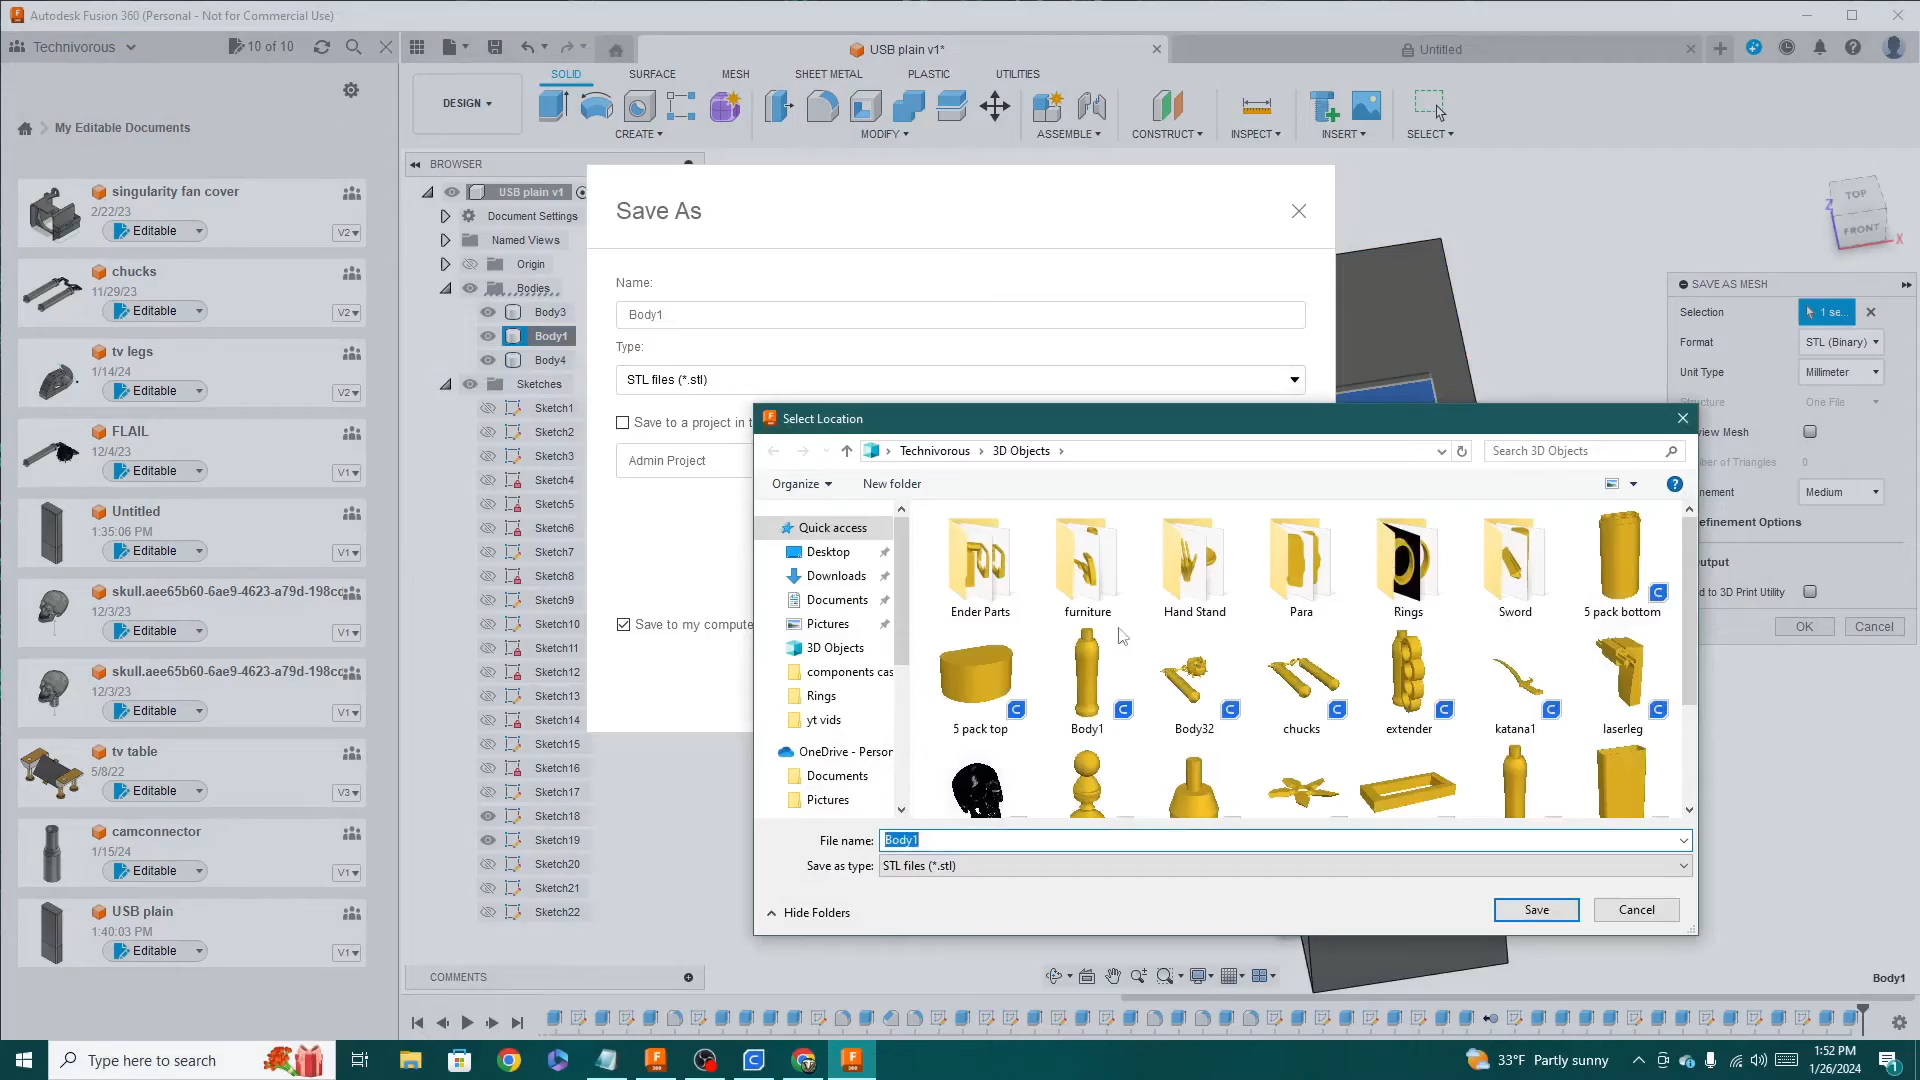 Autodesk Fusion 360 (Personal - Not for Commercial Use)
Technivorous
10 of 10
USB plain v1*
Untitled
My Editable Documents
singularity fan cover
2/22/23
Editable
V2
chucks
11/29/23
Editable
V2
tv legs
1/14/24
Editable
V2
FLAIL
12/4/23
Editable
V1
Untitled
1:35:06 PM
Editable
V1
skull.aee65b60-6ae9-4623-a79d-198cc
12/3/23
Editable
V1
skull.aee65b60-6ae9-4623-a79d-198cc
12/3/23
Editable
V1
tv table
5/8/22
Editable
V3
camconnector
1/15/24
Editable
V1
USB plain
1:40:03 PM
Editable
V1
DESIGN
SOLID
SURFACE
MESH
SHEET METAL
PLASTIC
UTILITIES
CREATE
MODIFY
ASSEMBLE
CONSTRUCT
INSPECT
INSERT
SELECT
BROWSER
USB plain v1
Document Settings
Named Views
Origin
Bodies
Body3
Body1
Body4
Sketches
Sketch1
Sketch2
Sketch3
Sketch4
Sketch5
Sketch6
Sketch7
Sketch8
Sketch9
Sketch10
Sketch11
Sketch12
Sketch13
Sketch14
Sketch15
Sketch16
Sketch17
Sketch18
Sketch19
Sketch20
Sketch21
Sketch22
COMMENTS
Save As
Name:
Body1
Type:
STL files (*.stl)
Save to a project in t
Admin Project
Save to my compute
Select Location
Technivorous
3D Objects
Search 3D Objects
Organize
New folder
Quick access
Desktop
Downloads
Documents
Pictures
3D Objects
components cas
Rings
yt vids
OneDrive - Person
Documents
Pictures
Ender Parts
furniture
Hand Stand
Para
Rings
Sword
5 pack bottom
5 pack top
Body1
Body32
chucks
extender
katana1
laserleg
File name:
Body1
Save as type:
STL files (*.stl)
Hide Folders
Save
Cancel
TOP
FRONT
Z
X
SAVE AS MESH
Selection
1 se...
Format
STL (Binary)
Unit Type
Millimeter
Structure
One File
view Mesh
ber of Triangles
0
nement
Medium
efinement Options
utput
d to 3D Print Utility
OK
Cancel
Body1
Type here to search
33°F Partly sunny
1:52 PM
1/26/2024
1